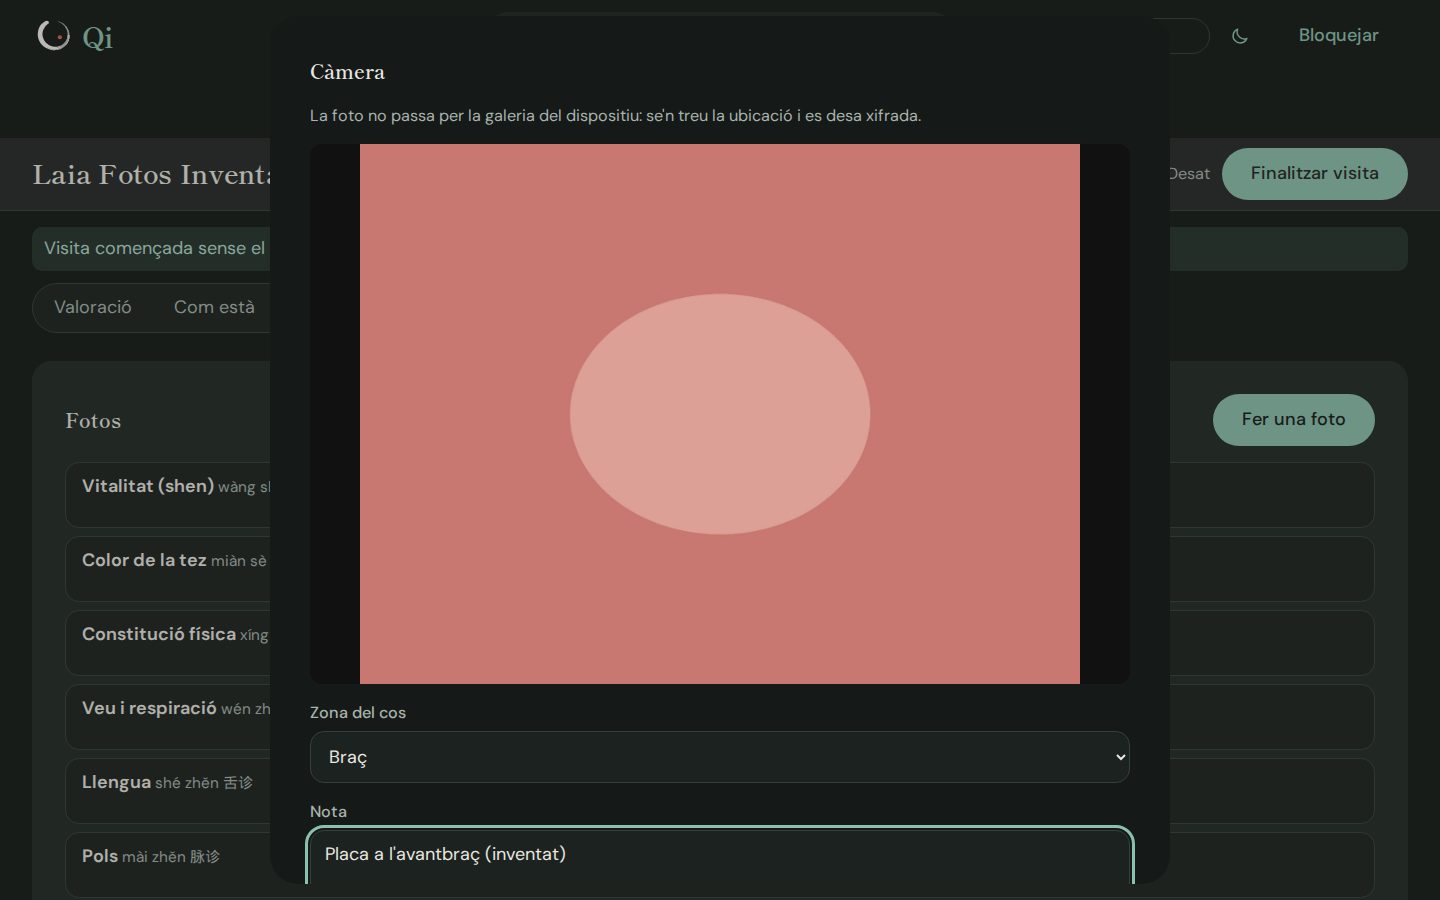 Qi
Bloquejar
Càmera
La foto no passa per la galeria del dispositiu: se'n treu la ubicació i es desa xifrada.
Laia Fotos
Desat
Finalitzar visita
Visita començada sense el
Valoració
Com està
Fotos
Fer una foto
Vitalitat (shen) wàng
Color de la tez miàn sè
Constitució física xíng
Veu i respiració wén
Llengua shé zhěn 舌诊
Pols mài zhěn 脉诊
Zona del cos
Braç
Nota
Placa a l'avantbraç (inventat)